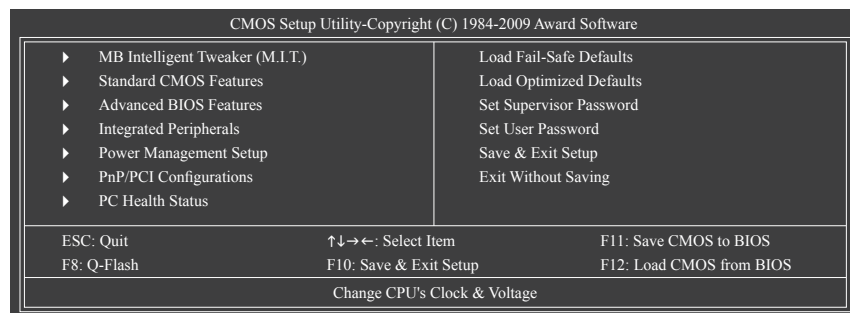 CMOS Setup Utility-Copyright (C) 1984-2009 Award Software
MB Intelligent Tweaker (M.I.T.)
Standard CMOS Features
Advanced BIOS Features
Integrated Peripherals
Power Management Setup
PnP/PCI Configurations
PC Health Status
Load Fail-Safe Defaults
Load Optimized Defaults
Set Supervisor Password
Set User Password
Save & Exit Setup
Exit Without Saving
ESC: Quit ↑↓→←: Select Item F11: Save CMOS to BIOS
F8: Q-Flash F10: Save & Exit Setup F12: Load CMOS from BIOS
Change CPU's Clock & Voltage